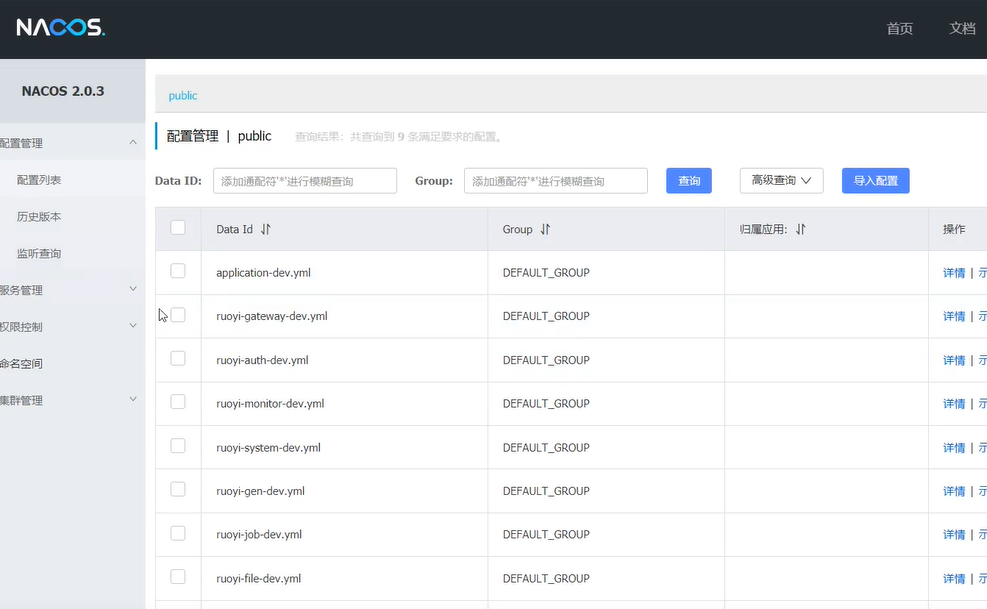 NACOS.
首页 文档
NACOS 2.0.3
public
配置管理
配置管理 | public 查询结果：共查询到 9 条满足要求的配置。
配置列表
Data ID: 添加通配符'*'进行模糊查询 Group: 添加通配符'*'进行模糊查询 查询 高级查询 导入配置
历史版本
Data Id Group 归属应用: 操作
监听查询
application-dev.yml DEFAULT_GROUP 详情 | 示
服务管理
ruoyi-gateway-dev.yml DEFAULT_GROUP 详情 | 示
权限控制
ruoyi-auth-dev.yml DEFAULT_GROUP 详情 | 示
命名空间
ruoyi-monitor-dev.yml DEFAULT_GROUP 详情 | 示
集群管理
ruoyi-system-dev.yml DEFAULT_GROUP 详情 | 示
ruoyi-gen-dev.yml DEFAULT_GROUP 详情 | 示
ruoyi-job-dev.yml DEFAULT_GROUP 详情 | 示
ruoyi-file-dev.yml DEFAULT_GROUP 详情 | 示